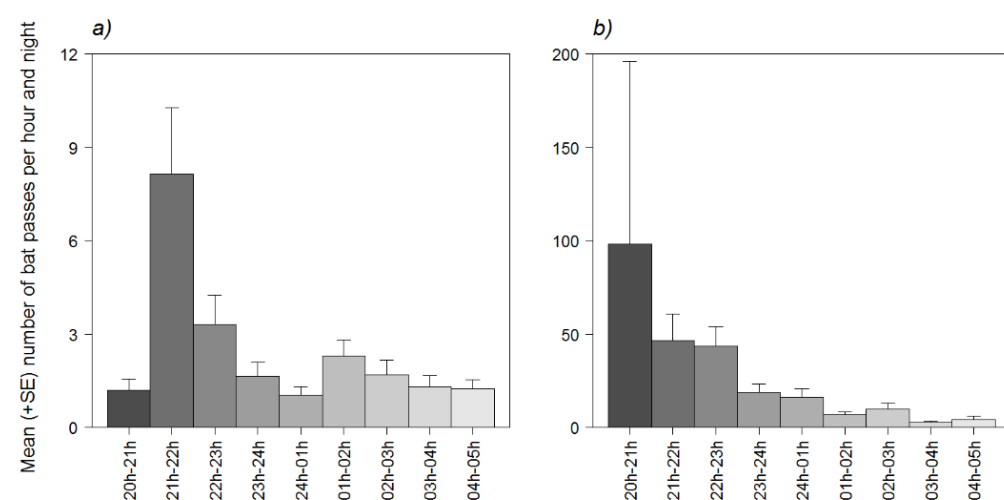 a)
b)
Mean (+SE) number of bat passes per hour and night
12
9
6
3
0
20h-21h
21h-22h
22h-23h
23h-24h
24h-01h
01h-02h
02h-03h
03h-04h
04h-05h
200
150
100
50
0
20h-21h
21h-22h
22h-23h
23h-24h
24h-01h
01h-02h
02h-03h
03h-04h
04h-05h